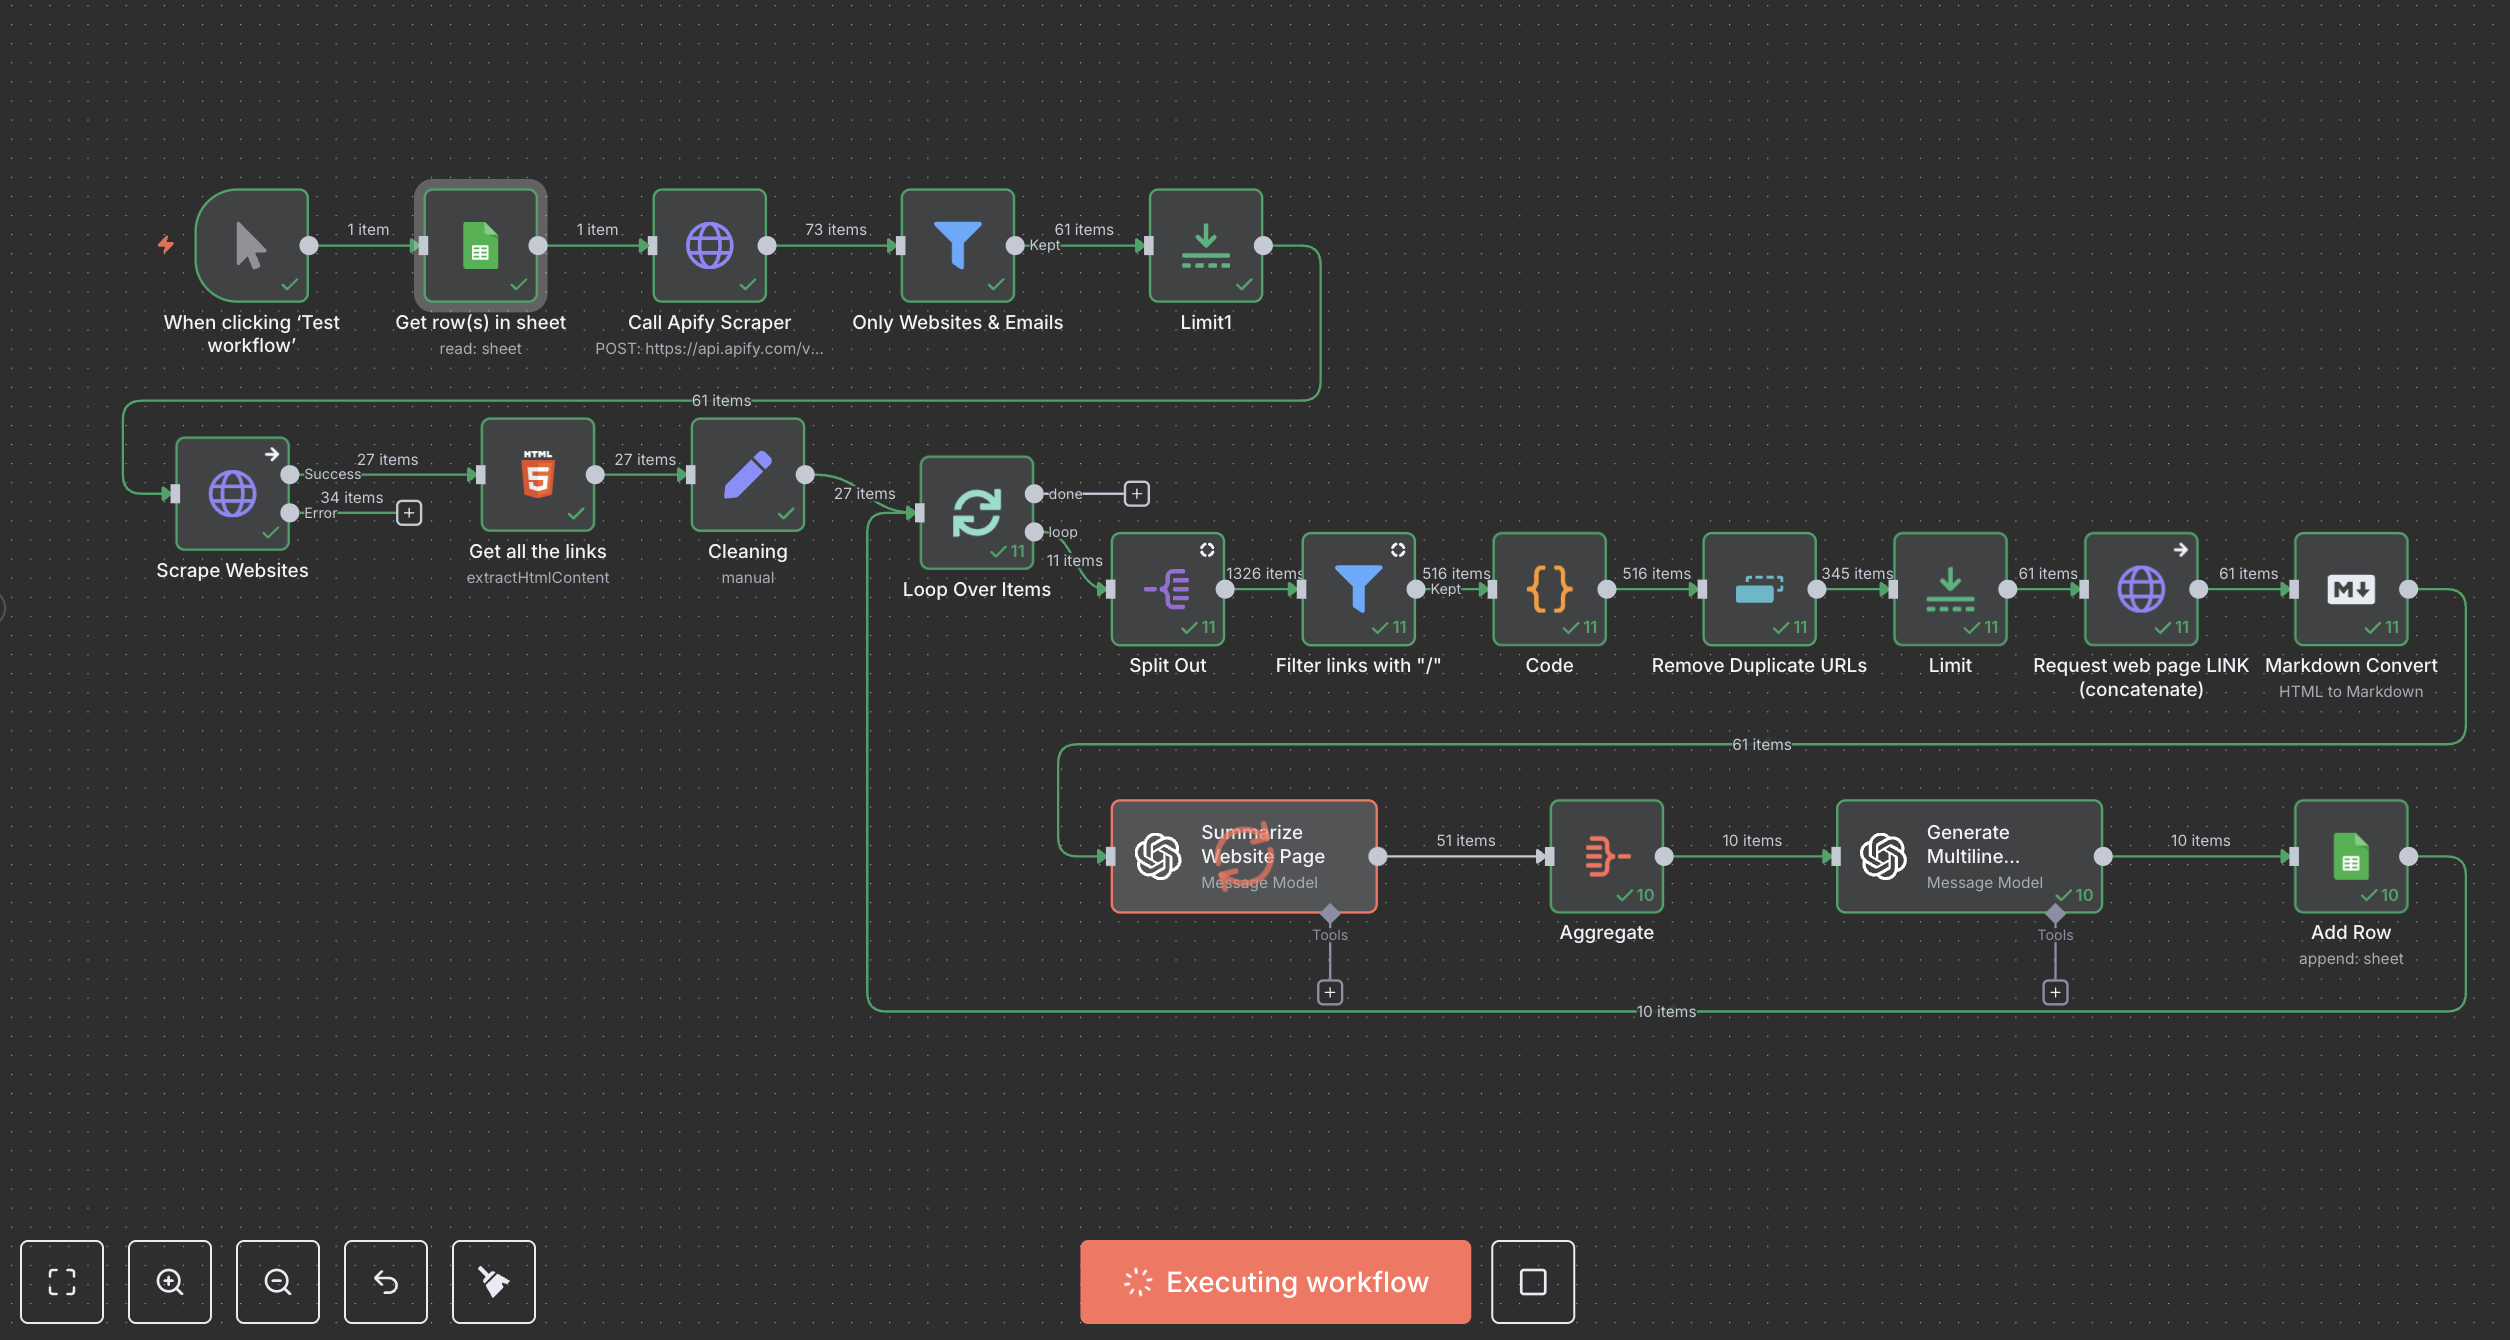 1 item
1 item
73 items
Kept
61 items
When clicking ‘Test
workflow’
Get row(s) in sheet
read: sheet
Call Apify Scraper
POST: https://api.apify.com/v...
Only Websites & Emails
Limit1
61 items
Success
27 items
34 items
Error
HTML
5
27 items
27 items
done
loop
11 items
11
Scrape Websites
Get all the links
extractHtmlContent
Cleaning
manual
Loop Over Items
1326 items
516 items
Kept
516 items
345 items
61 items
61 items
M
11
11
11
11
11
11
11
Split Out
Filter links with "/"
Code
Remove Duplicate URLs
Limit
Request web page LINK
(concatenate)
Markdown Convert
HTML to Markdown
61 items
Summarize
Website Page
Message Model
51 items
10 items
Generate
Multiline...
Message Model
10 items
10
10
10
Tools
Aggregate
Tools
Add Row
append: sheet
10 items
Executing workflow